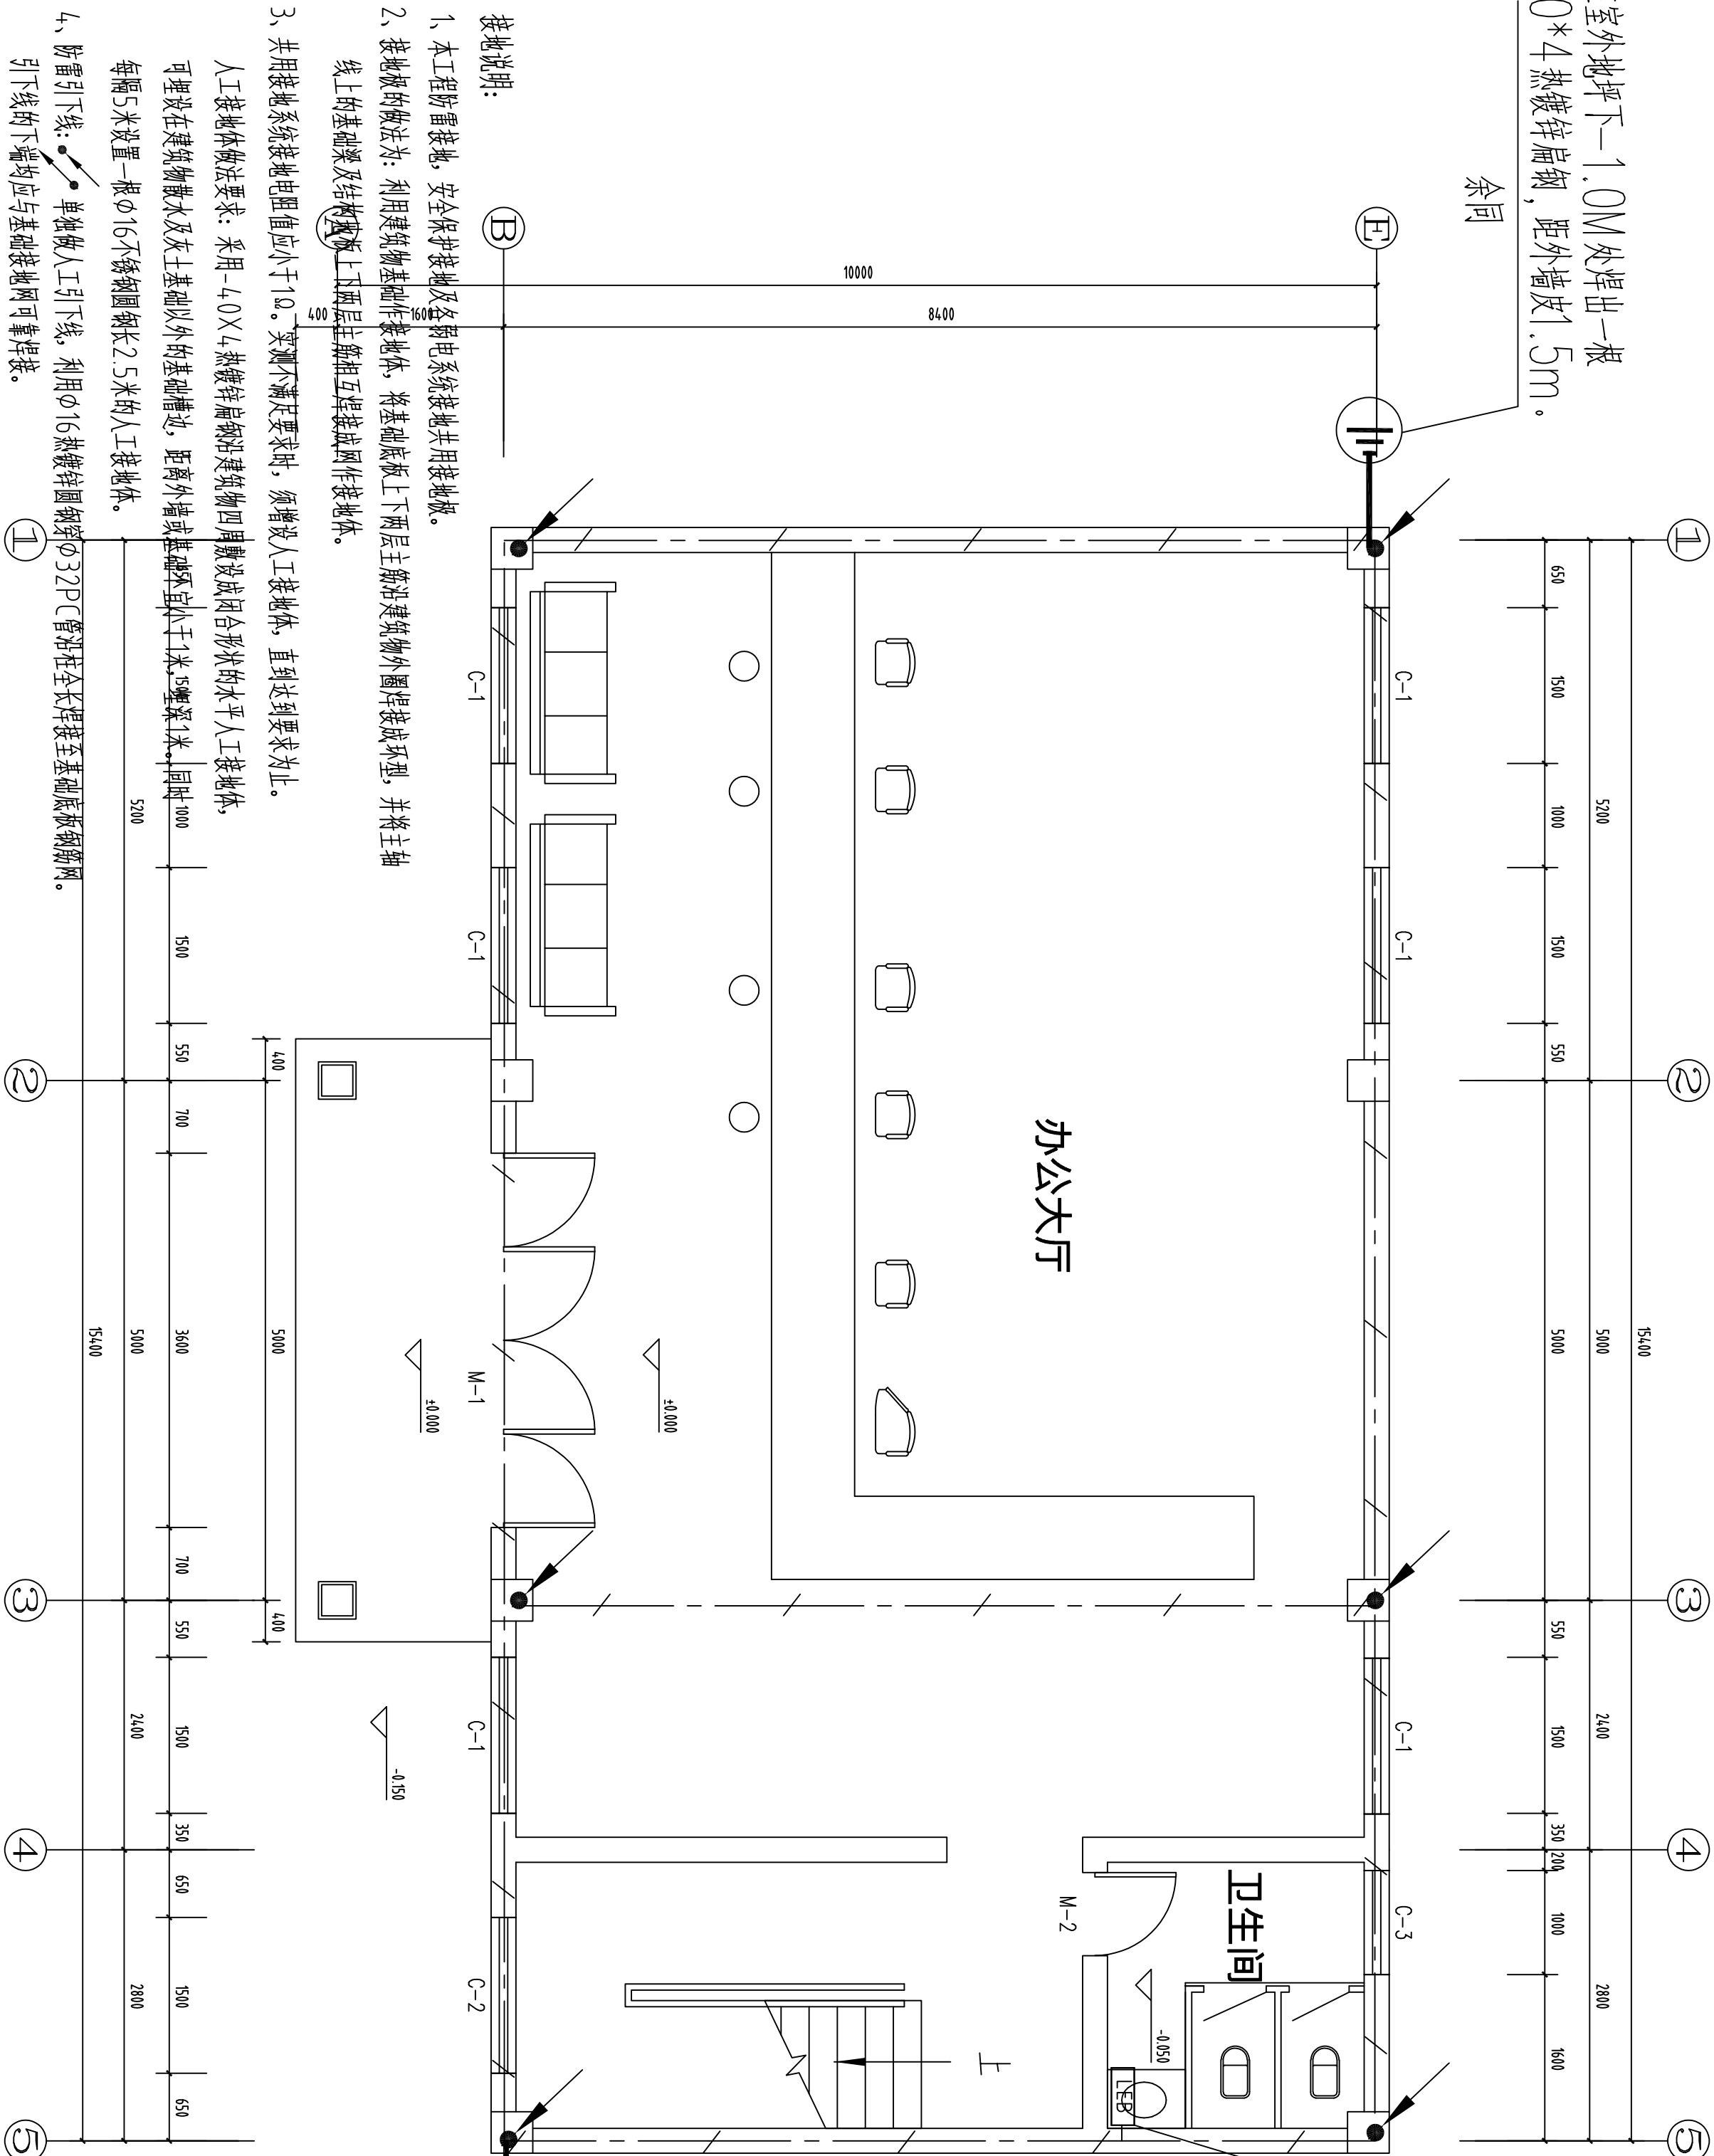 室外地坪下-1.0M处焊出一根
0*4热镀锌扁钢，距外墙皮1.5m。
余同
1
2
3
4
5
15400
5200
5000
2400
2800
650
1500
1000
1500
550
5000
550
1500
350
200
1000
1600
E
B
A
10000
8400
1600
400
C-1
C-1
C-1
C-3
办公大厅
卫生间
M-2
-0.050
LEB
上
±0.000
±0.000
M-1
-0.150
C-1
C-1
C-1
C-2
400
5000
400
1000
1500
550
700
3600
700
550
1500
350
650
1500
650
5200
5000
2400
2800
15400
1
2
3
4
5
接地说明：
1、本工程防雷接地，安全保护接地及各弱电系统接地共用接地极。
2、接地极的做法为：利用建筑物基础作接地体，将基础底板上下两层主筋沿建筑物外圈焊接成环型，并将主轴
线上的基础梁及结构地板上下两层主筋相互焊接成网作接地体。
3、共用接地系统接地电阻值应小于1Ω。实测不满足要求时，须增设人工接地体，直到达到要求为止。
人工接地体做法要求：采用-40X4热镀锌扁钢沿建筑物四周敷设成闭合形状的水平人工接地体，
可埋设在建筑物散水及灰土基础以外的基础槽边，距离外墙或基础不宜小于1米，埋深1米。同时
每隔5米设置一根Φ16不锈钢圆钢长2.5米的人工接地体。
4、防雷引下线： 单独做人工引下线，利用Φ16热镀锌圆钢穿Φ32PC管沿柱全长焊接至基础底板钢筋网。
引下线的下端均应与基础接地网可靠焊接。